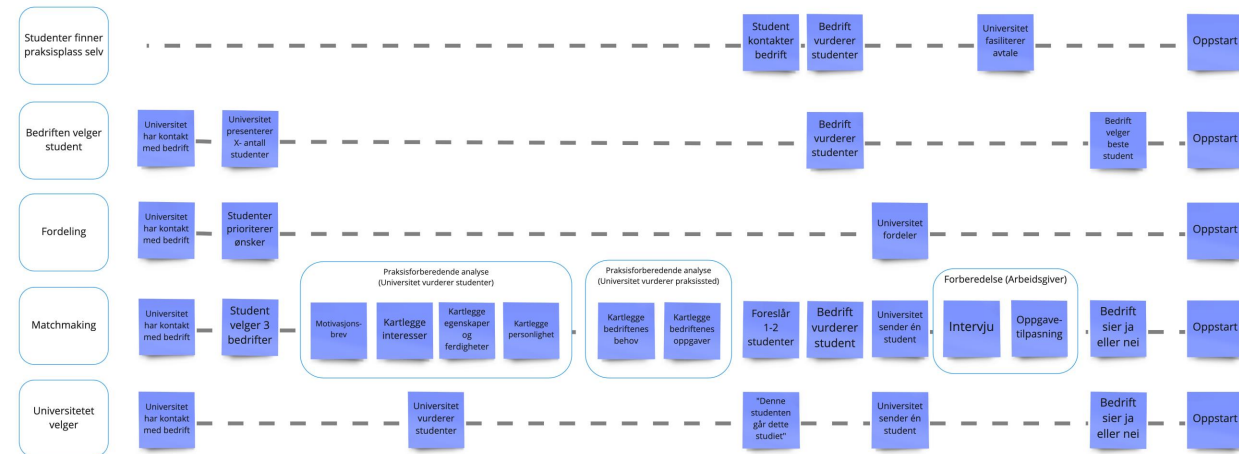 Studenter finner
praksisplass selv
Student
kontakter
bedrift
Bedrift
vurderer
studenter
Universitet
fasiliterer
avtale
Oppstart
Bedriften velger
student
Universitet
har kontakt
med bedrift
Universitet
presenterer
X- antall
studenter
Bedrift
vurderer
studenter
Bedrift
velger
beste
student
Oppstart
Fordeling
Universitet
har kontakt
med bedrift
Studenter
prioriterer
ønsker
Universitet
fordeler
Oppstart
Matchmaking
Universitet
har kontakt
med bedrift
Student
velger 3
bedrifter
Praksisforberedende analyse
(Universitet vurderer studenter)
Motivasjons-
brev
Kartlegge
interesser
Kartlegge
egenskaper
og
ferdigheter
Kartlegge
personlighet
Praksisforberedende analyse
(Universitet vurderer praksissted)
Kartlegge
bedriftenes
behov
Kartlegge
bedriftenes
oppgaver
Foreslår
1-2
studenter
Bedrift
vurderer
student
Universitet
sender én
student
Forberedelse (Arbeidsgiver)
Intervju
Oppgave-
tilpasning
Bedrift
sier ja
eller nei
Oppstart
Universitetet
velger
Universitet
har kontakt
med bedrift
Universitet
vurderer
studenter
"Denne
studenten
går dette
studiet"
Universitet
sender én
student
Bedrift
sier ja
eller nei
Oppstart